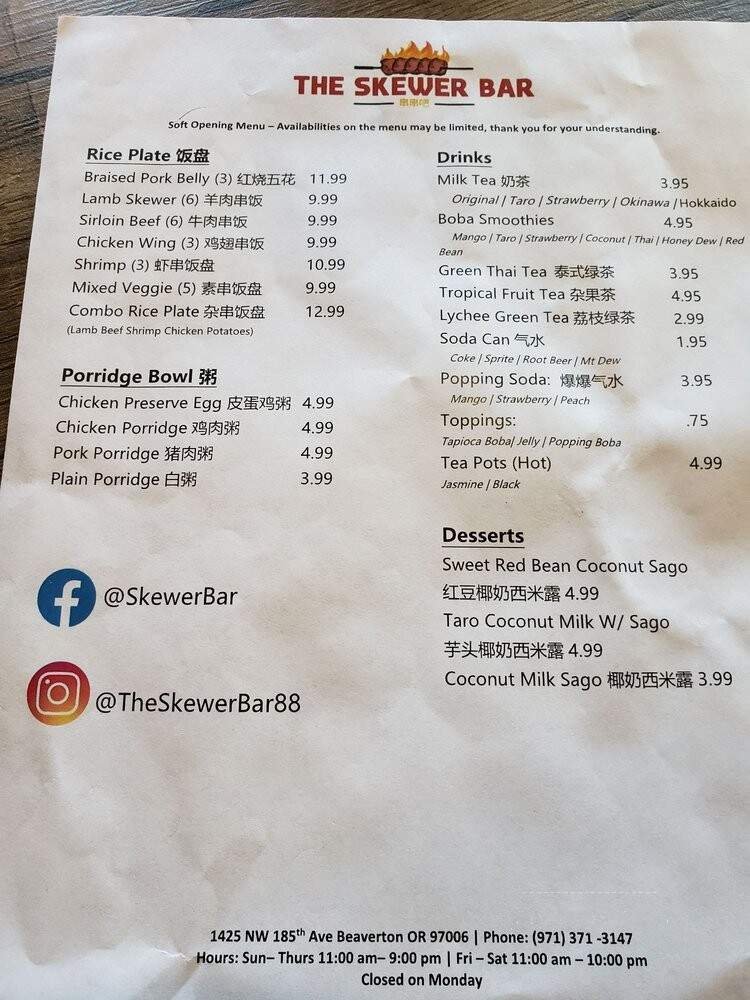 THE SKEWER BAR
串串吧
Soft Opening Menu – Availabilities on the menu may be limited, thank you for your understanding.
Rice Plate 饭盘
Braised Pork Belly (3) 红烧五花 11.99
Lamb Skewer (6) 羊肉串饭 9.99
Sirloin Beef (6) 牛肉串饭 9.99
Chicken Wing (3) 鸡翅串饭 9.99
Shrimp (3) 虾串饭盘 10.99
Mixed Veggie (5) 素串饭盘 9.99
Combo Rice Plate 杂串饭盘 12.99
(Lamb Beef Shrimp Chicken Potatoes)
Porridge Bowl 粥
Chicken Preserve Egg 皮蛋鸡粥 4.99
Chicken Porridge 鸡肉粥 4.99
Pork Porridge 猪肉粥 4.99
Plain Porridge 白粥 3.99
@SkewerBar
@TheSkewerBar88
Drinks
Milk Tea 奶茶 3.95
Original | Taro | Strawberry | Okinawa | Hokkaido
Boba Smoothies 4.95
Mango | Taro | Strawberry | Coconut | Thai | Honey Dew | Red
Bean
Green Thai Tea 泰式绿茶 3.95
Tropical Fruit Tea 杂果茶 4.95
Lychee Green Tea 荔枝绿茶 2.99
Soda Can 气水 1.95
Coke | Sprite | Root Beer | Mt Dew
Popping Soda: 爆爆气水 3.95
Mango | Strawberry | Peach
Toppings: .75
Tapioca Boba| Jelly | Popping Boba
Tea Pots (Hot) 4.99
Jasmine | Black
Desserts
Sweet Red Bean Coconut Sago
红豆椰奶西米露 4.99
Taro Coconut Milk W/ Sago
芋头椰奶西米露 4.99
Coconut Milk Sago 椰奶西米露 3.99
1425 NW 185th Ave Beaverton OR 97006 | Phone: (971) 371 -3147
Hours: Sun– Thurs 11:00 am– 9:00 pm | Fri – Sat 11:00 am – 10:00 pm
Closed on Monday